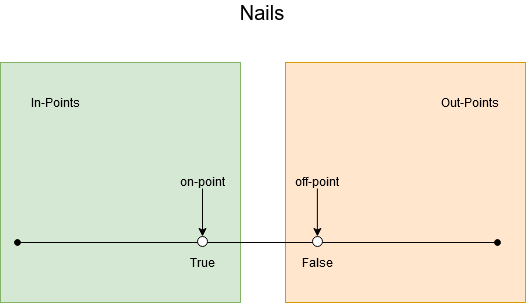 Nails
In-Points
Out-Points
on-point
off-point
True
False